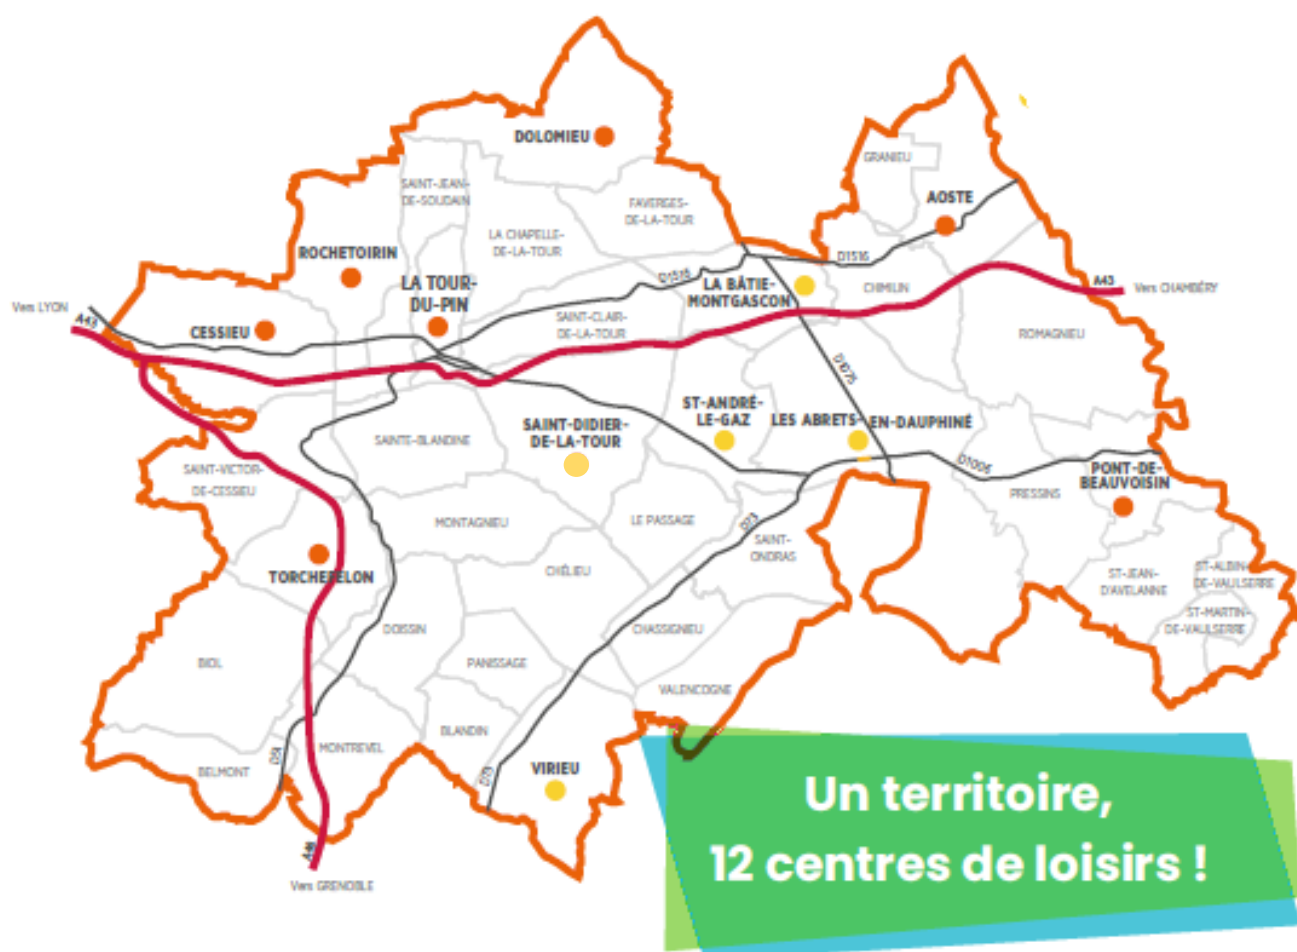 DOLOMIEU
GRANIEU
SAINT-JEAN-
DE-SOUDAIN
AOSTE
FAVERGES-
DE-LA-TOUR
LA CHAPELLE-
DE-LA-TOUR
ROCHETOIRIN
D1516
D1516
LA TOUR-
DU-PIN
LA BÂTIE-
MONTGASCON
CHIMILIN
A43
Vers CHAMBÉRY
Vers LYON
A43
CESSIEU
SAINT-CLAIR-
DE-LA-TOUR
ROMAGNIEU
D1075
ST-ANDRÉ-
LE-GAZ
LES ABRETS-
EN-DAUPHINÉ
SAINT-DIDIER-
DE-LA-TOUR
SAINTE-BLANDINE
SAINT-VICTOR-
DE-CESSIEU
D1006
PONT-DE-
BEAUVOISIN
PRESSINS
MONTAGNIEU
LE PASSAGE
D73
SAINT-
ONDRAS
TORCHEFELON
CHÉLIEU
ST-JEAN-
D'AVELANNE
ST-ALBIN-
DE-VAULSERRE
ST-MARTIN-
DE-VAULSERRE
DOISSIN
CHASSIGNIEU
BIOL
PANISSAGE
VALENCOGNE
BLANDIN
MONTREVEL
D51
BELMONT
D73
VIRIEU
A48
Vers GRENOBLE
Un territoire,
12 centres de loisirs !